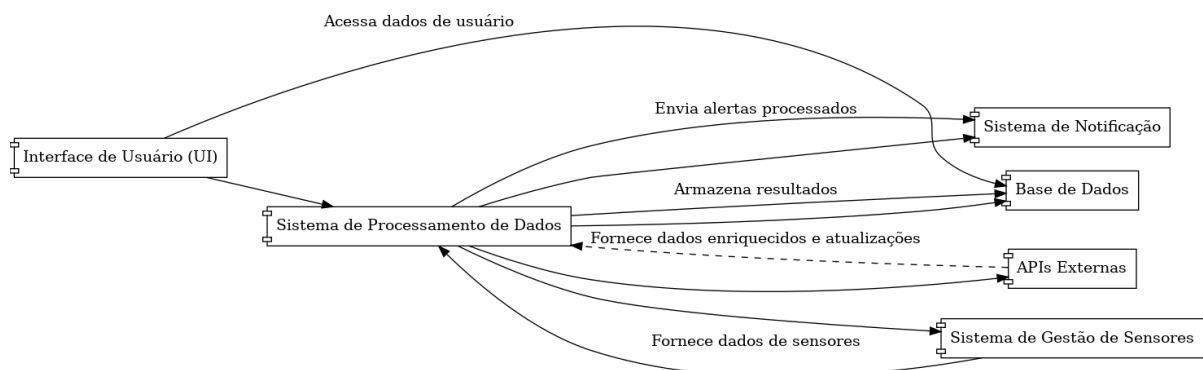 Acessa dados de usuário
Envia alertas processados
Sistema de Notificação
Interface de Usuário (UI)
Armazena resultados
Base de Dados
Sistema de Processamento de Dados
Fornece dados enriquecidos e atualizações
APIs Externas
Fornece dados de sensores
Sistema de Gestão de Sensores